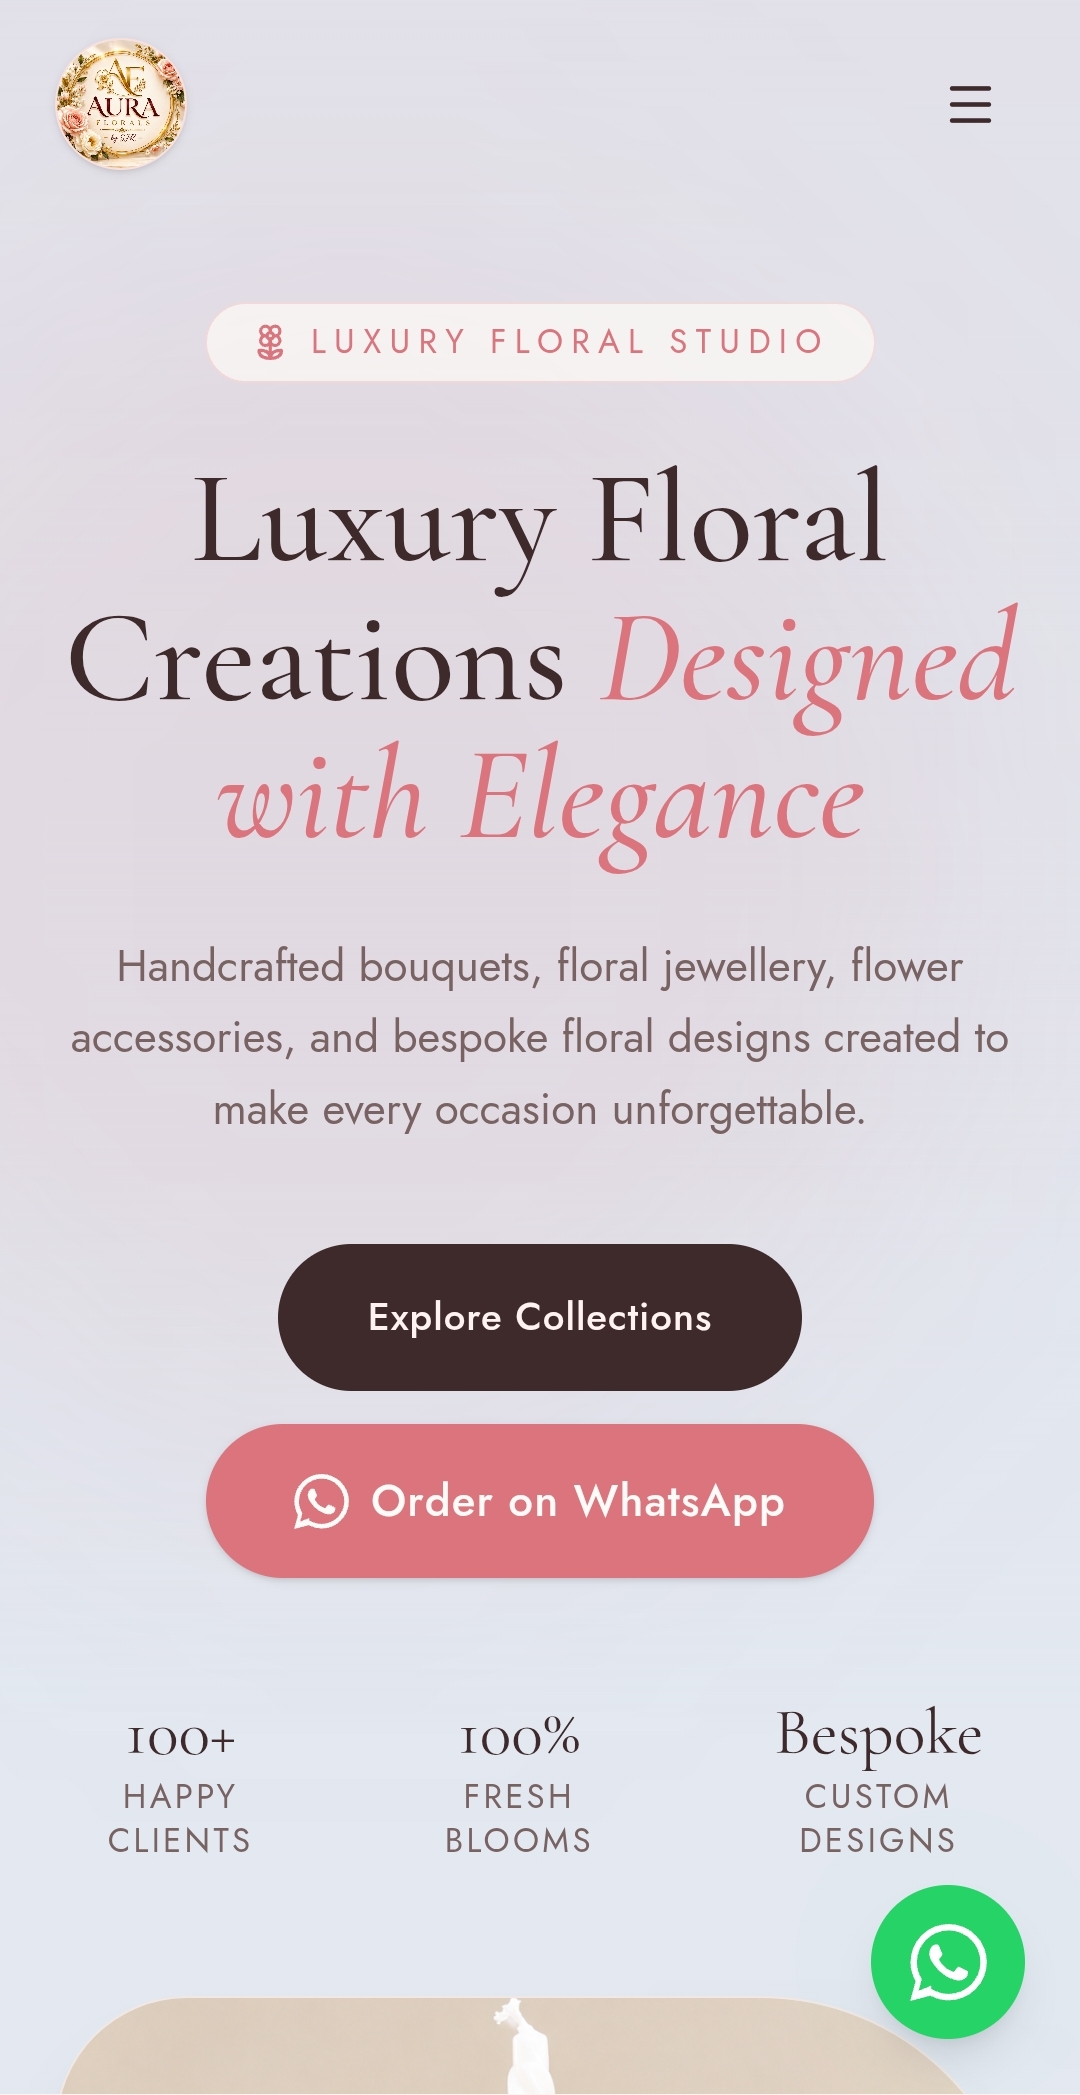 AF
AURA
FLORALS
LUXURY FLORAL STUDIO
Luxury Floral
Creations Designed
with Elegance
Handcrafted bouquets, floral jewellery, flower
accessories, and bespoke floral designs created to
make every occasion unforgettable.
Explore Collections
Order on WhatsApp
100+
HAPPY
CLIENTS
100%
FRESH
BLOOMS
Bespoke
CUSTOM
DESIGNS